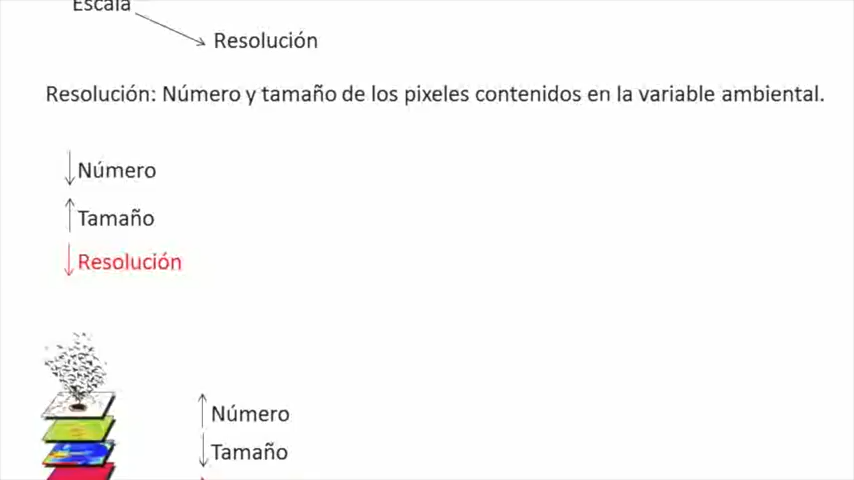 Escala
Resolución
Resolución: Número y tamaño de los pixeles contenidos en la variable ambiental.
Número
Tamaño
Resolución
Número
Tamaño